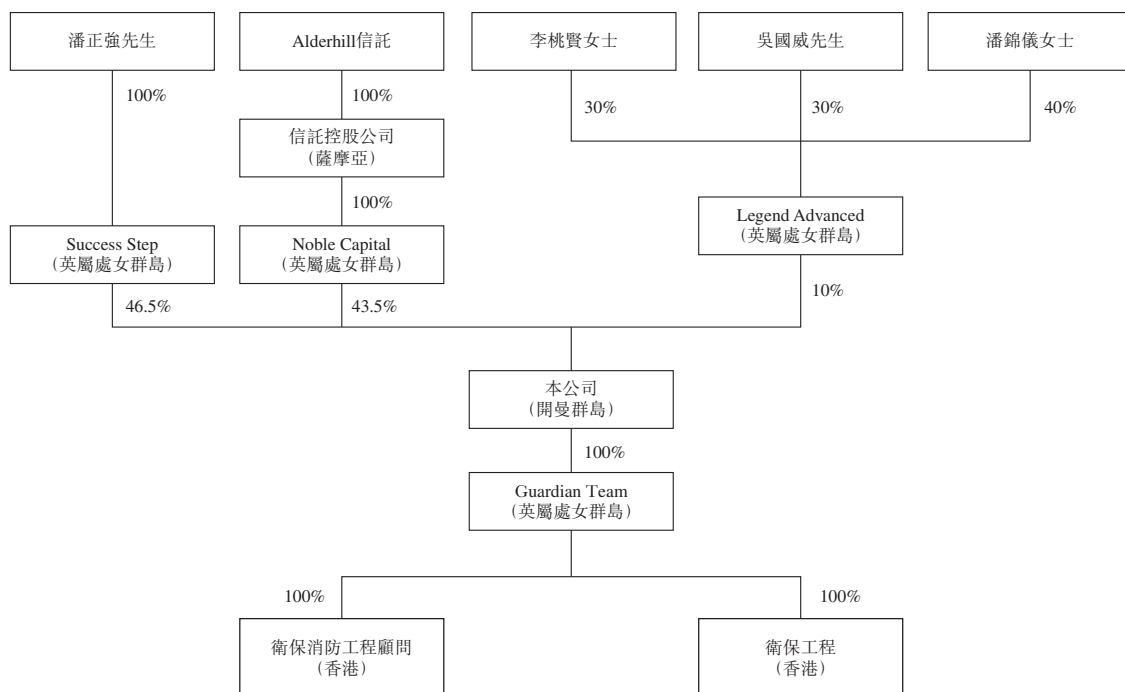 潘正強先生
Alderhill信託
李桃賢女士
吳國威先生
潘錦儀女士
100%
100%
30%
30%
40%
信託控股公司
（薩摩亞）
100%
Success Step
（英屬處女群島）
Noble Capital
（英屬處女群島）
Legend Advanced
（英屬處女群島）
46.5%
43.5%
10%
本公司
（開曼群島）
100%
Guardian Team
（英屬處女群島）
100%
100%
衛保消防工程顧問
（香港）
衛保工程
（香港）